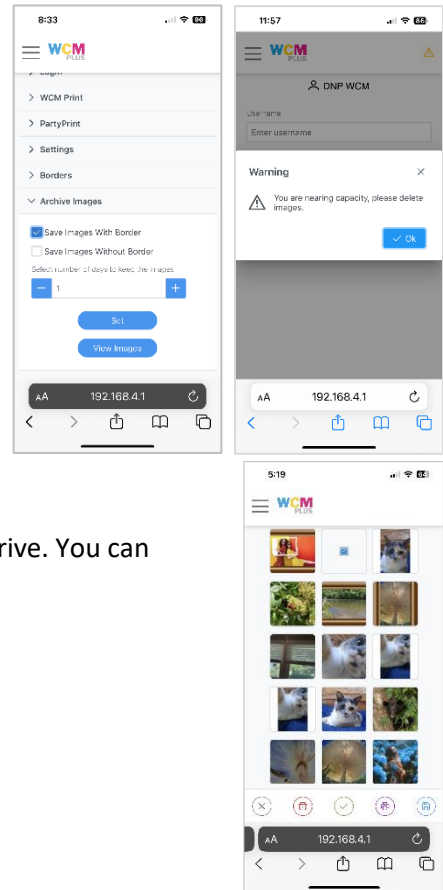 8:33
WCM
PLUS
Login
WCM Print
PartyPrint
Settings
Borders
Archive Images
Save Images With Border
Save Images Without Border
Select number of days to keep the images
1
Set
View Images
AA 192.168.4.1
11:57 86
WCM
PLUS
DNP WCM
Username
Enter username
Warning
You are nearing capacity, please delete
images.
Ok
AA 192.168.4.1
rive. You can
5:19
WCM
PLUS
AA 192.168.4.1